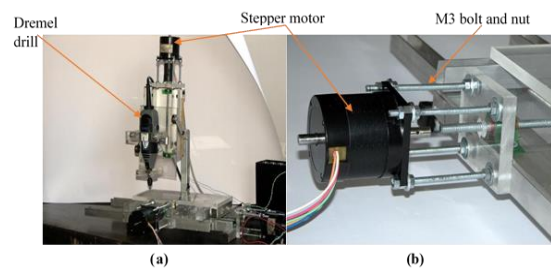 Dremel
drill
Stepper motor
M3 bolt and nut
(a)
(b)